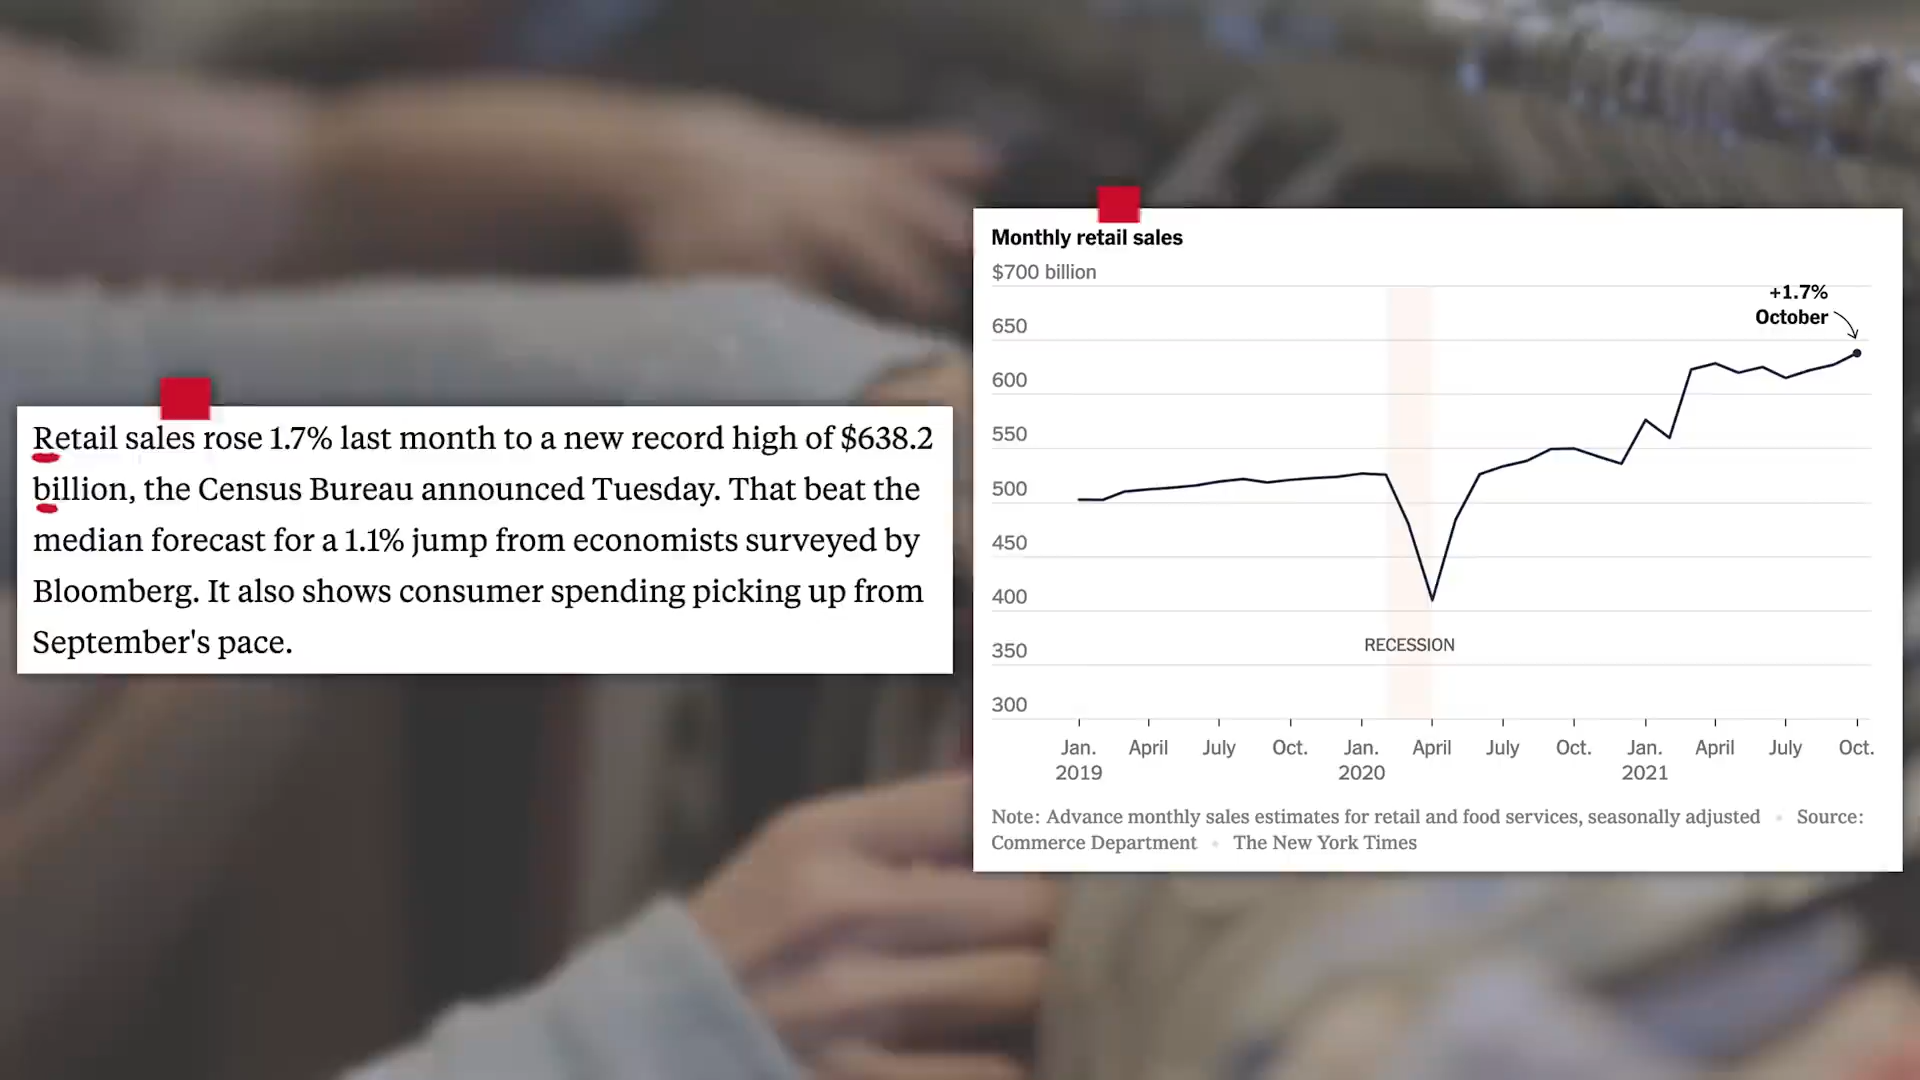 Retail sales rose 1.7% last month to a new record high of $638.2
billion, the Census Bureau announced Tuesday. That beat the
median forecast for a 1.1% jump from economists surveyed by
Bloomberg. It also shows consumer spending picking up from
September's pace.
Monthly retail sales
$700 billion
+1.7%
October
650
600
550
500
450
400
350
300
RECESSION
Jan. April July Oct. Jan. April July Oct. Jan. April July Oct.
2019 2020 2021
Note: Advance monthly sales estimates for retail and food services, seasonally adjusted • Source:
Commerce Department • The New York Times